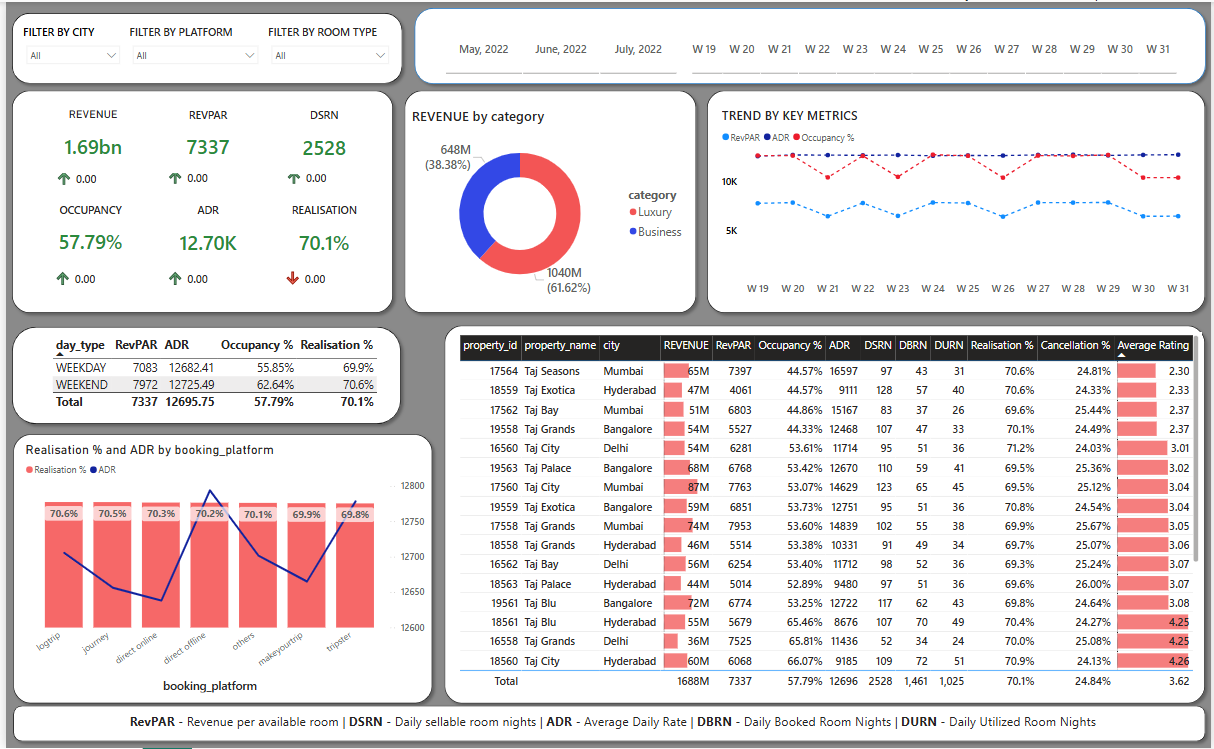 FILTER BY CITY FILTER BY PLATFORM FILTER BY ROOM TYPE
All All All
May, 2022 June, 2022 July, 2022 W 19 W 20 W 21 W 22 W 23 W 24 W 25 W 26 W 27 W 28 W 29 W 30 W 31
REVENUE REVPAR DSRN
1.69bn 7337 2528
0.00 0.00 0.00
OCCUPANCY ADR REALISATION
57.79% 12.70K 70.1%
0.00 0.00 0.00
REVENUE by category
648M
(38.38%)
category
Luxury
Business
1040M
(61.62%)
TREND BY KEY METRICS
RevPAR ADR Occupancy %
10K
5K
W 19 W 20 W 21 W 22 W 23 W 24 W 25 W 26 W 27 W 28 W 29 W 30 W 31
day_type RevPAR ADR Occupancy % Realisation %
WEEKDAY 7083 12682.41 55.85% 69.9%
WEEKEND 7972 12725.49 62.64% 70.6%
Total 7337 12695.75 57.79% 70.1%
Realisation % and ADR by booking_platform
Realisation % ADR
12800
70.6% 70.5% 70.3% 70.2% 70.1% 69.9% 69.8%
12750
12700
12650
12600
logtrip journey direct online direct offline others makeyourtrip tripster
booking_platform
property_id property_name city REVENUE RevPAR Occupancy % ADR DSRN DBRN DURN Realisation % Cancellation % Average Rating
17564 Taj Seasons Mumbai 65M 7397 44.57% 16597 97 43 31 70.6% 24.81% 2.30
18559 Taj Exotica Hyderabad 47M 4061 44.57% 9111 128 57 40 70.6% 24.33% 2.33
17562 Taj Bay Mumbai 51M 6803 44.86% 15167 83 37 26 69.6% 25.44% 2.37
19558 Taj Grands Bangalore 54M 5527 44.33% 12468 107 47 33 70.1% 24.49% 2.37
16560 Taj City Delhi 54M 6281 53.61% 11714 95 51 36 71.2% 24.03% 3.01
19563 Taj Palace Bangalore 68M 6768 53.42% 12670 110 59 41 69.5% 25.36% 3.02
17560 Taj City Mumbai 87M 7763 53.07% 14629 123 65 45 69.5% 25.12% 3.04
19559 Taj Exotica Bangalore 59M 6851 53.73% 12751 95 51 36 70.8% 24.54% 3.04
17558 Taj Grands Mumbai 74M 7953 53.60% 14839 102 55 38 69.9% 25.67% 3.05
18558 Taj Grands Hyderabad 46M 5514 53.38% 10331 91 49 34 69.7% 25.07% 3.06
16562 Taj Bay Delhi 56M 6254 53.40% 11712 98 52 36 69.3% 25.24% 3.07
18563 Taj Palace Hyderabad 44M 5014 52.89% 9480 97 51 36 69.6% 26.00% 3.07
19561 Taj Blu Bangalore 72M 6774 53.25% 12722 117 62 43 69.8% 24.64% 3.08
18561 Taj Blu Hyderabad 55M 5679 65.46% 8676 107 70 49 70.4% 24.27% 4.25
16558 Taj Grands Delhi 36M 7525 65.81% 11436 52 34 24 70.0% 25.08% 4.25
18560 Taj City Hyderabad 60M 6068 66.07% 9185 109 72 51 70.9% 24.13% 4.26
Total 1688M 7337 57.79% 12696 2528 1,461 1,025 70.1% 24.84% 3.62
RevPAR - Revenue per available room | DSRN - Daily sellable room nights | ADR - Average Daily Rate | DBRN - Daily Booked Room Nights | DURN - Daily Utilized Room Nights